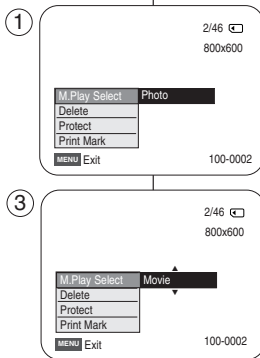 1
2/46
800x600
M.Play Select Photo
Delete
Protect
Print Mark
MENU Exit 100-0002
3
2/46
800x600
M.Play Select Movie
Delete
Protect
Print Mark
MENU Exit 100-0002